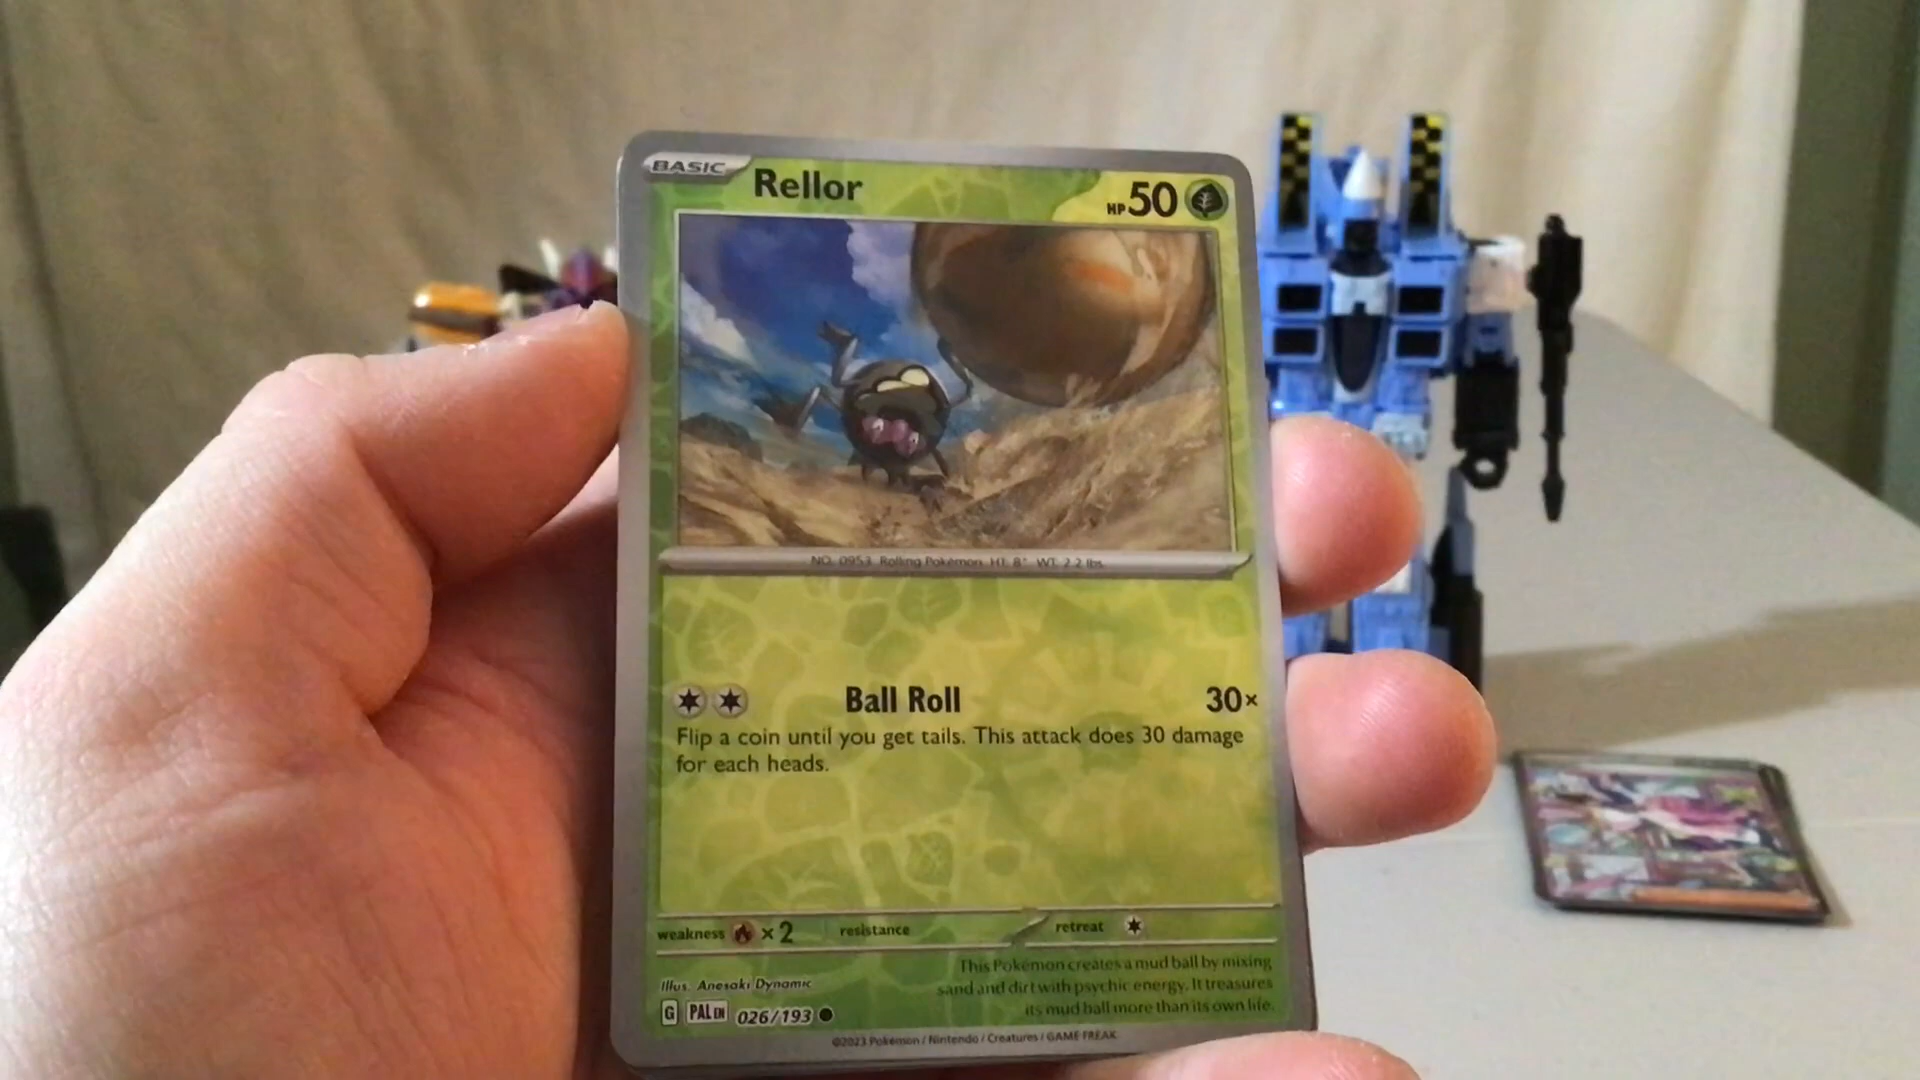 BASIC
Rellor
HP 50
NO. 0953 Rolling Pokémon HT: 8" WT: 2.2 lbs.
Ball Roll 30×
Flip a coin until you get tails. This attack does 30 damage
for each heads.
weakness ×2 resistance retreat
This Pokémon creates a mud ball by mixing
sand and dirt with psychic energy. It treasures
its mud ball more than its own life.
Illus. Anesaki Dynamic
G PAL EN 026/193
©2023 Pokémon / Nintendo / Creatures / GAME FREAK